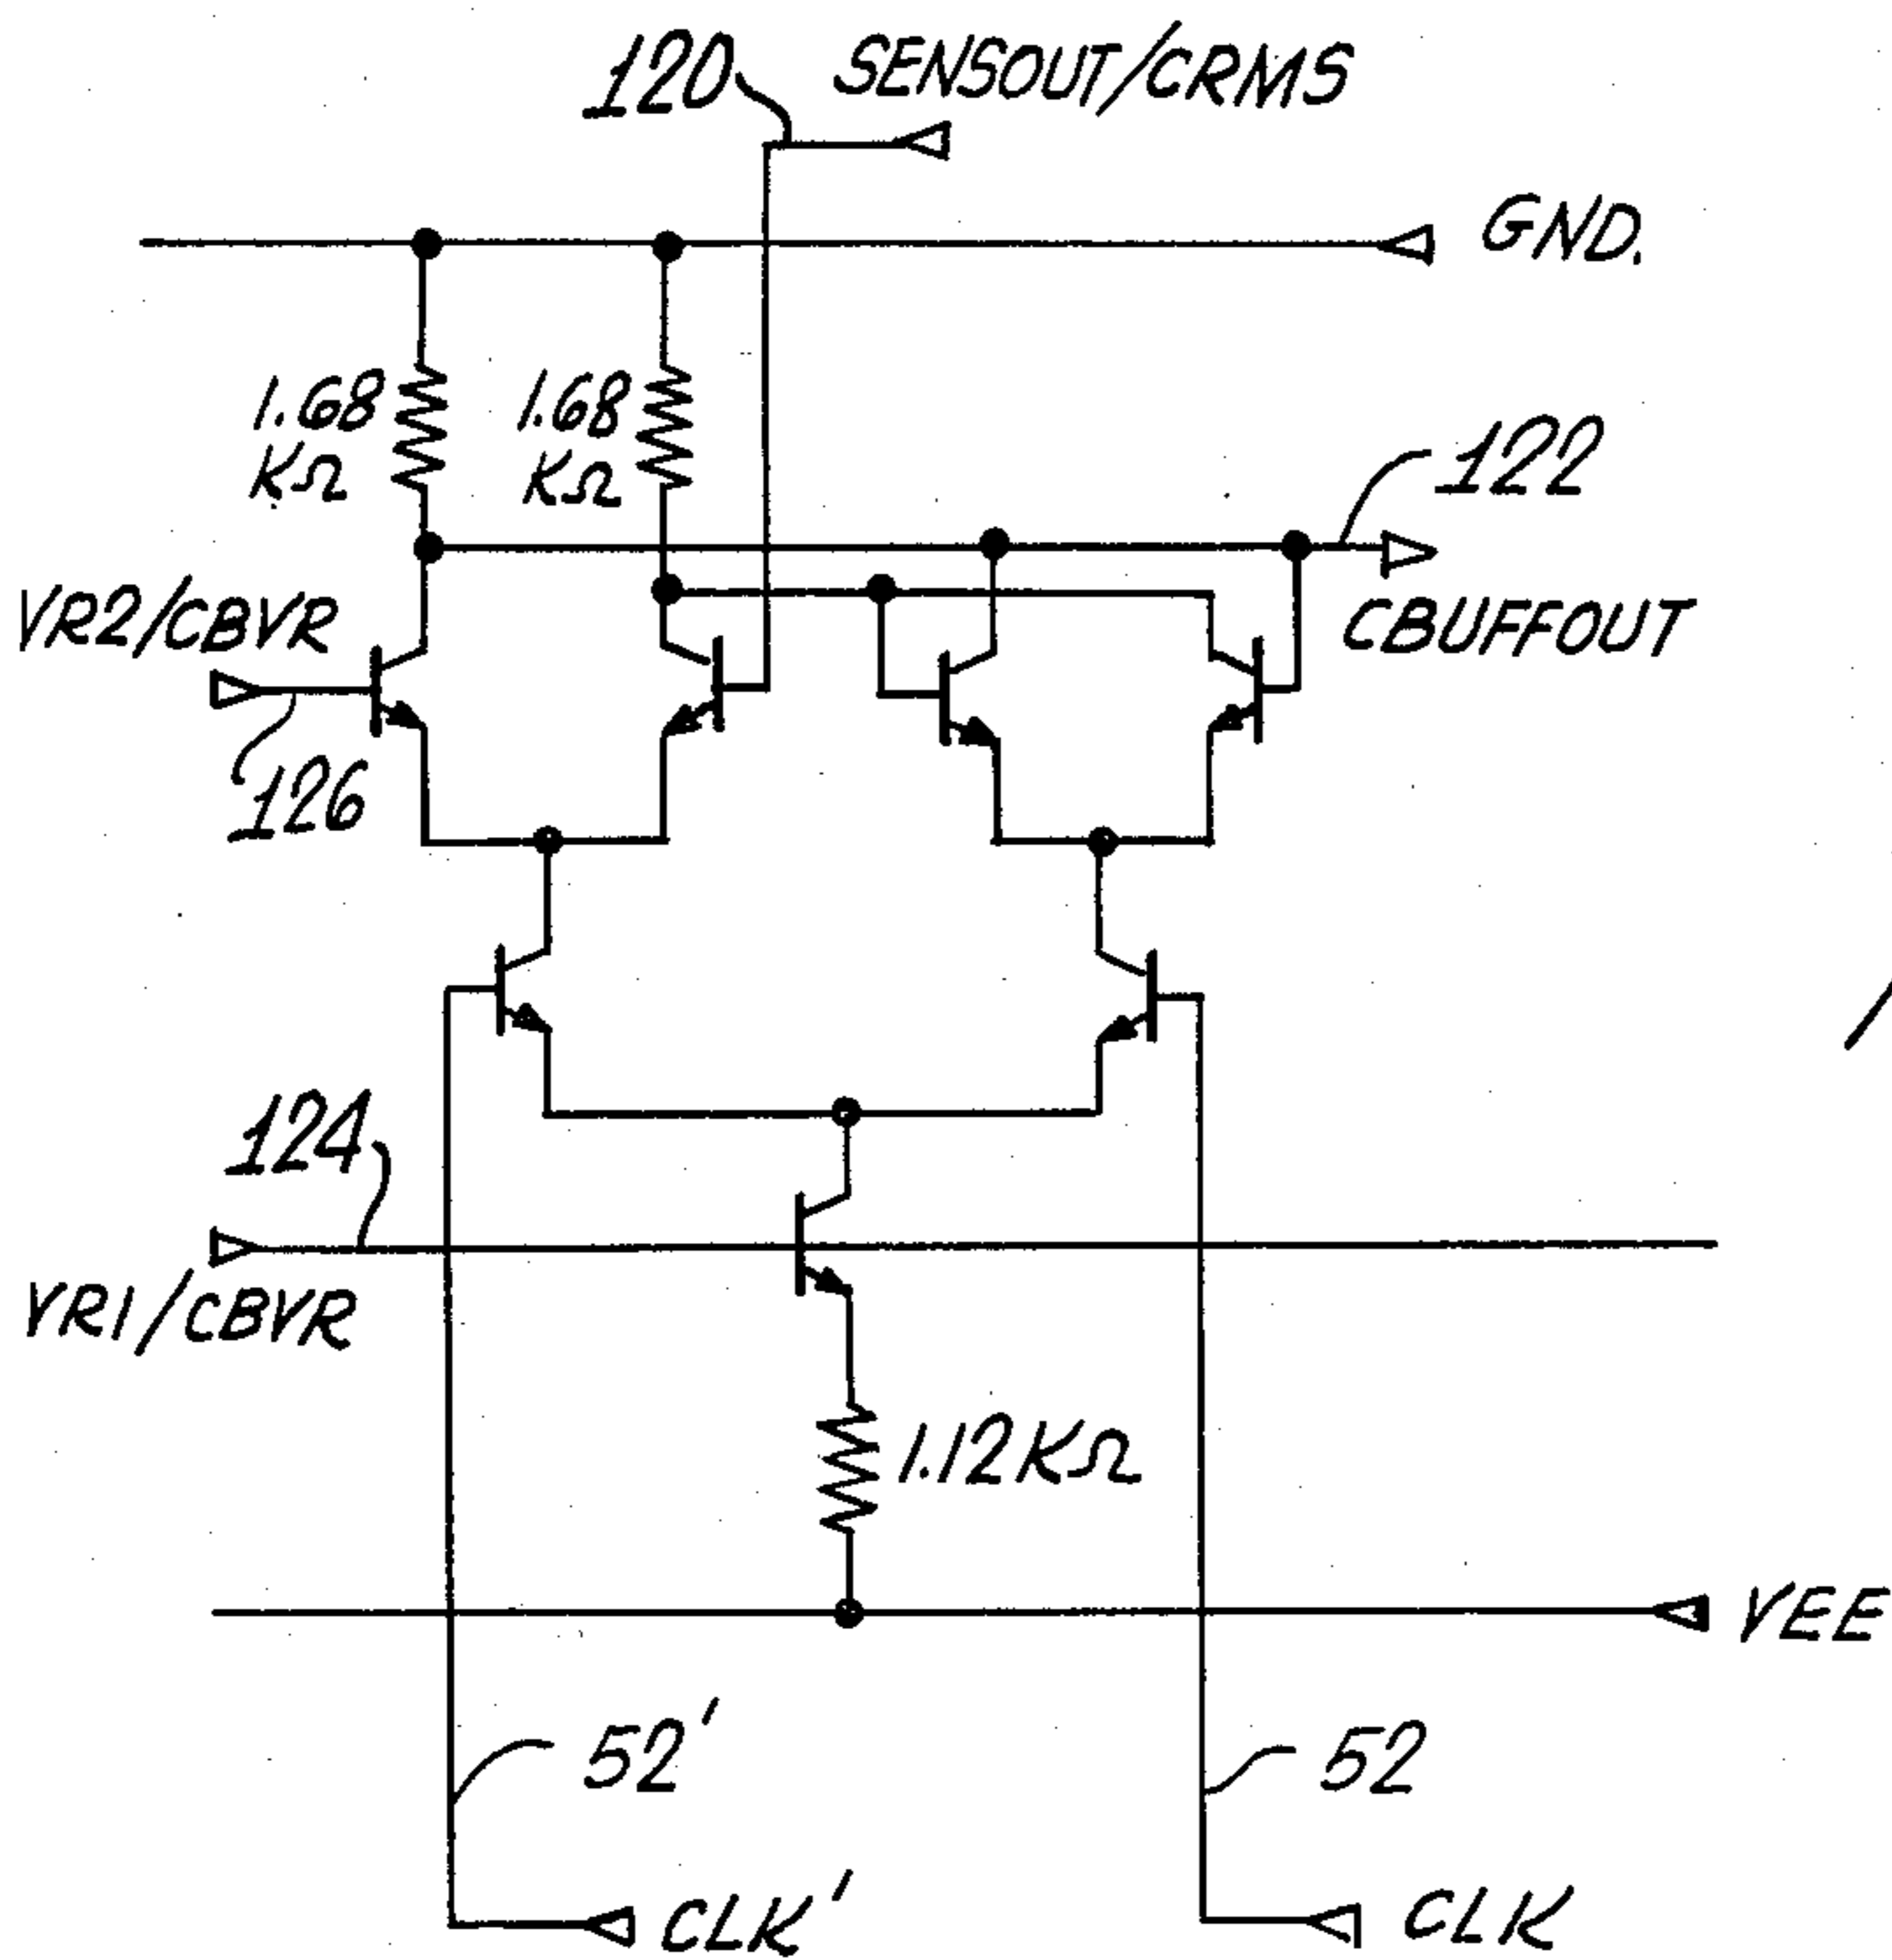 120 SENSOUT/CRMS
GND.
1.68
KΩ
1.68
KΩ
122
VR2/CBVR
CBUFFOUT
126
124
VR1/CBVR
1.12KΩ
VEE
52'
52
CLK'
CLK